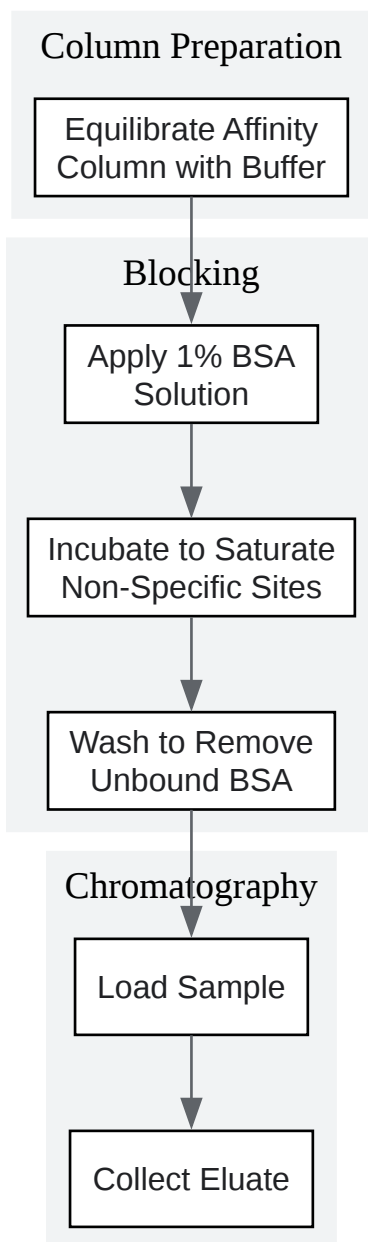 Column Preparation
Equilibrate Affinity
Column with Buffer
Blocking
Apply 1% BSA
Solution
Incubate to Saturate
Non-Specific Sites
Wash to Remove
Unbound BSA
Chromatography
Load Sample
Collect Eluate